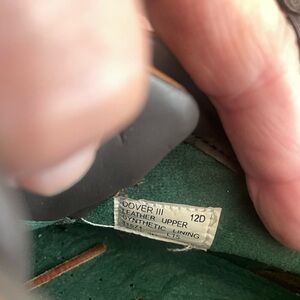 DOVER III 12D
LEATHER UPPER
SYNTHETIC LINING